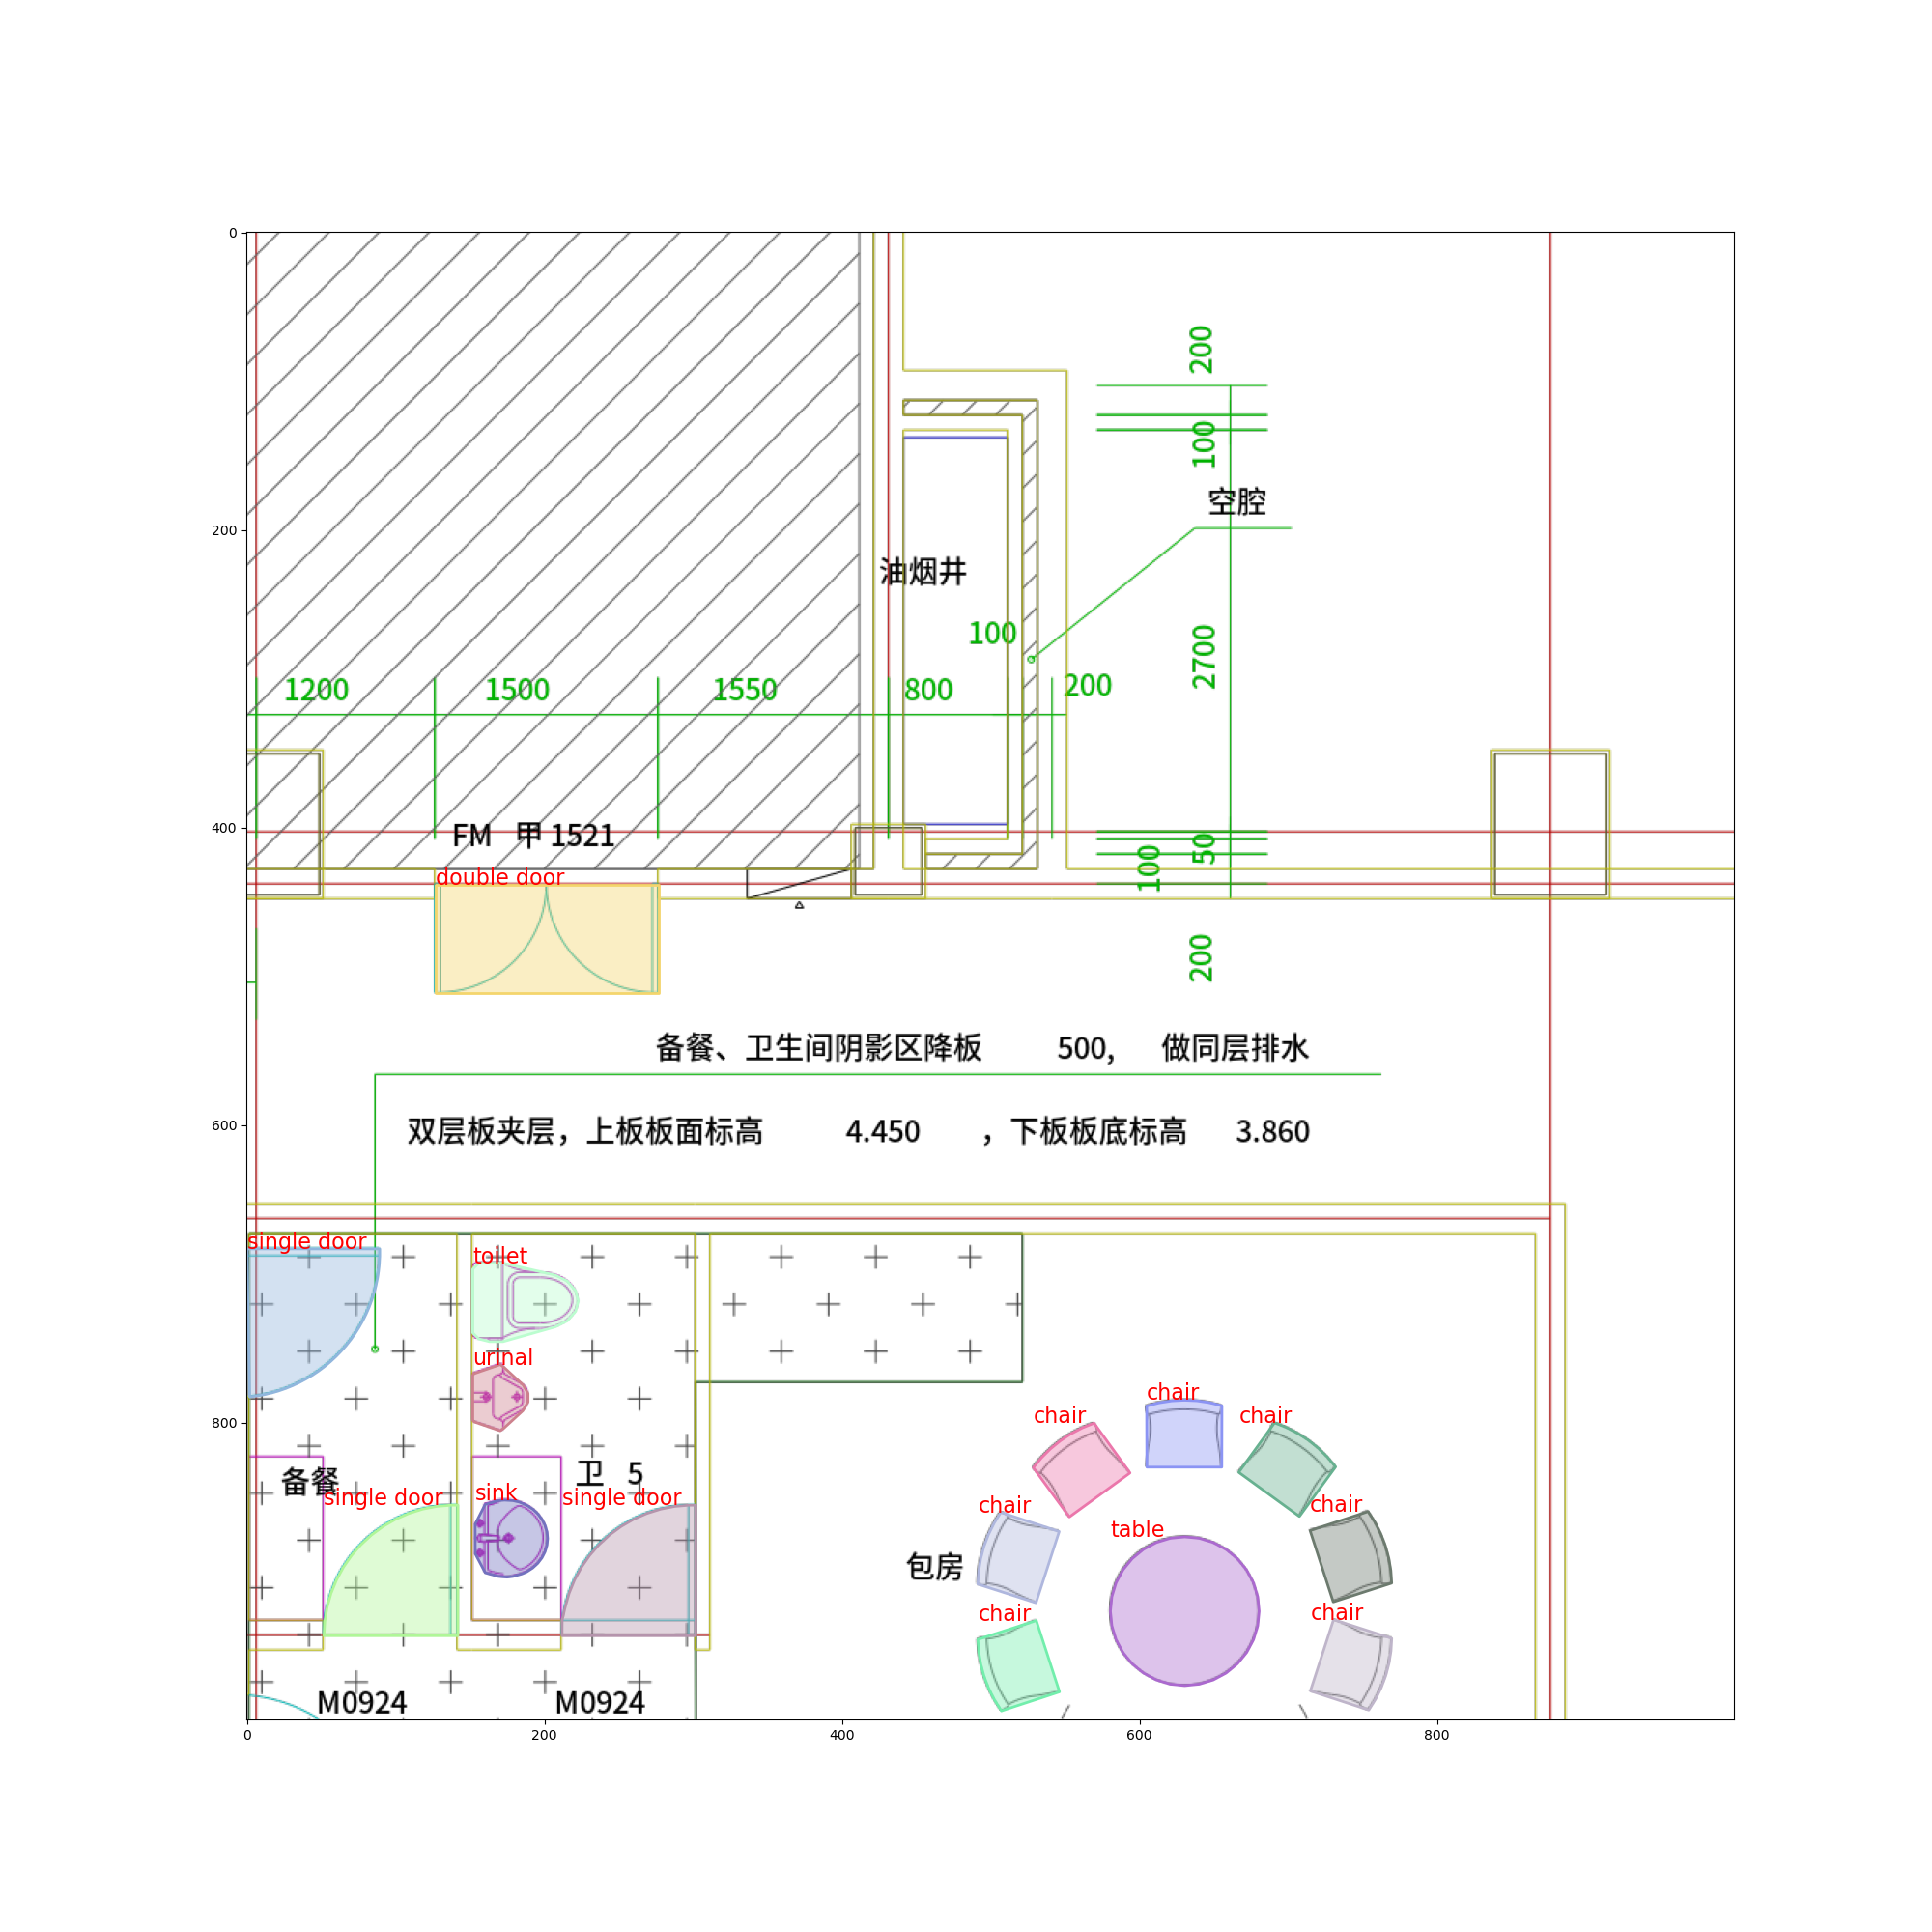 0
200
100
空腔
200
油烟井
100
2700
1200 1500 1550 800 200
400
FM 甲 1521
50
100
double door
200
备餐、卫生间阴影区降板 500, 做同层排水
600
双层板夹层，上板板面标高 4.450 ，下板板底标高 3.860
single door
toilet
urinal
chair
chair
chair
800
卫 5
备餐
single door
sink
single door
chair
chair
table
包房
chair
chair
M0924
M0924
0 200 400 600 800